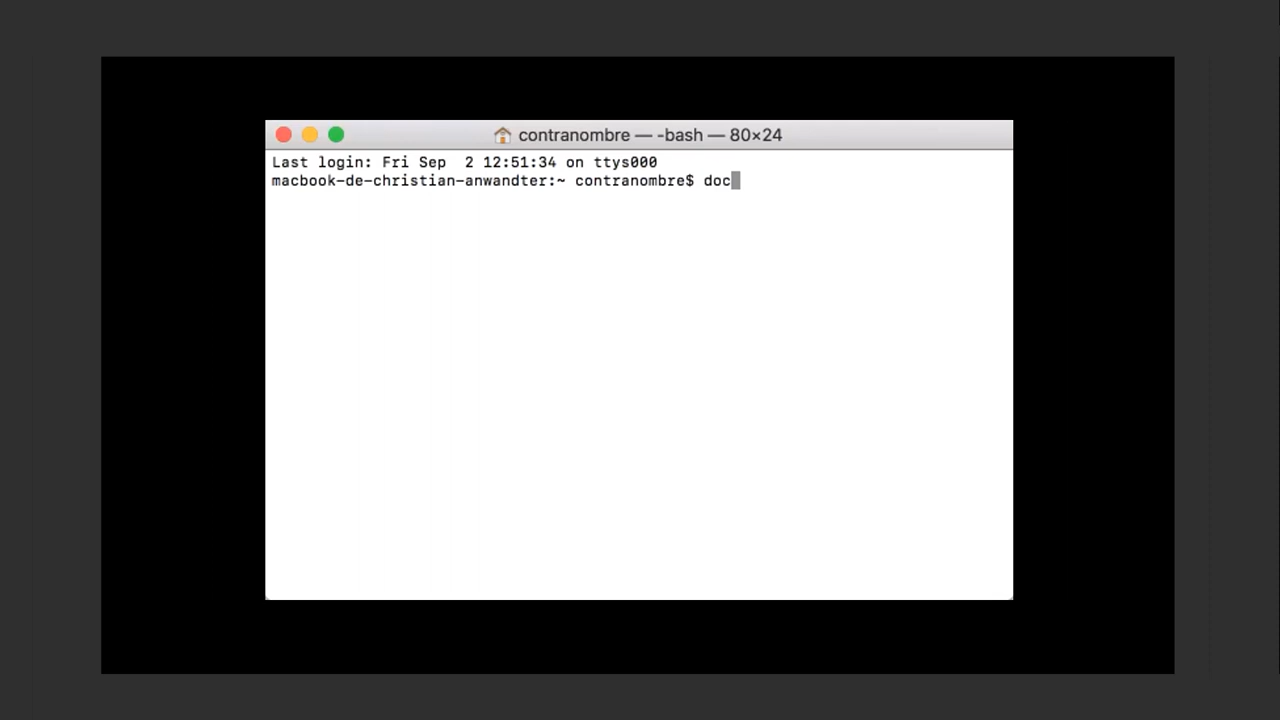 contranombre — -bash — 80×24
Last login: Fri Sep  2 12:51:34 on ttys000
macbook-de-christian-anwandter:~ contranombre$ doc